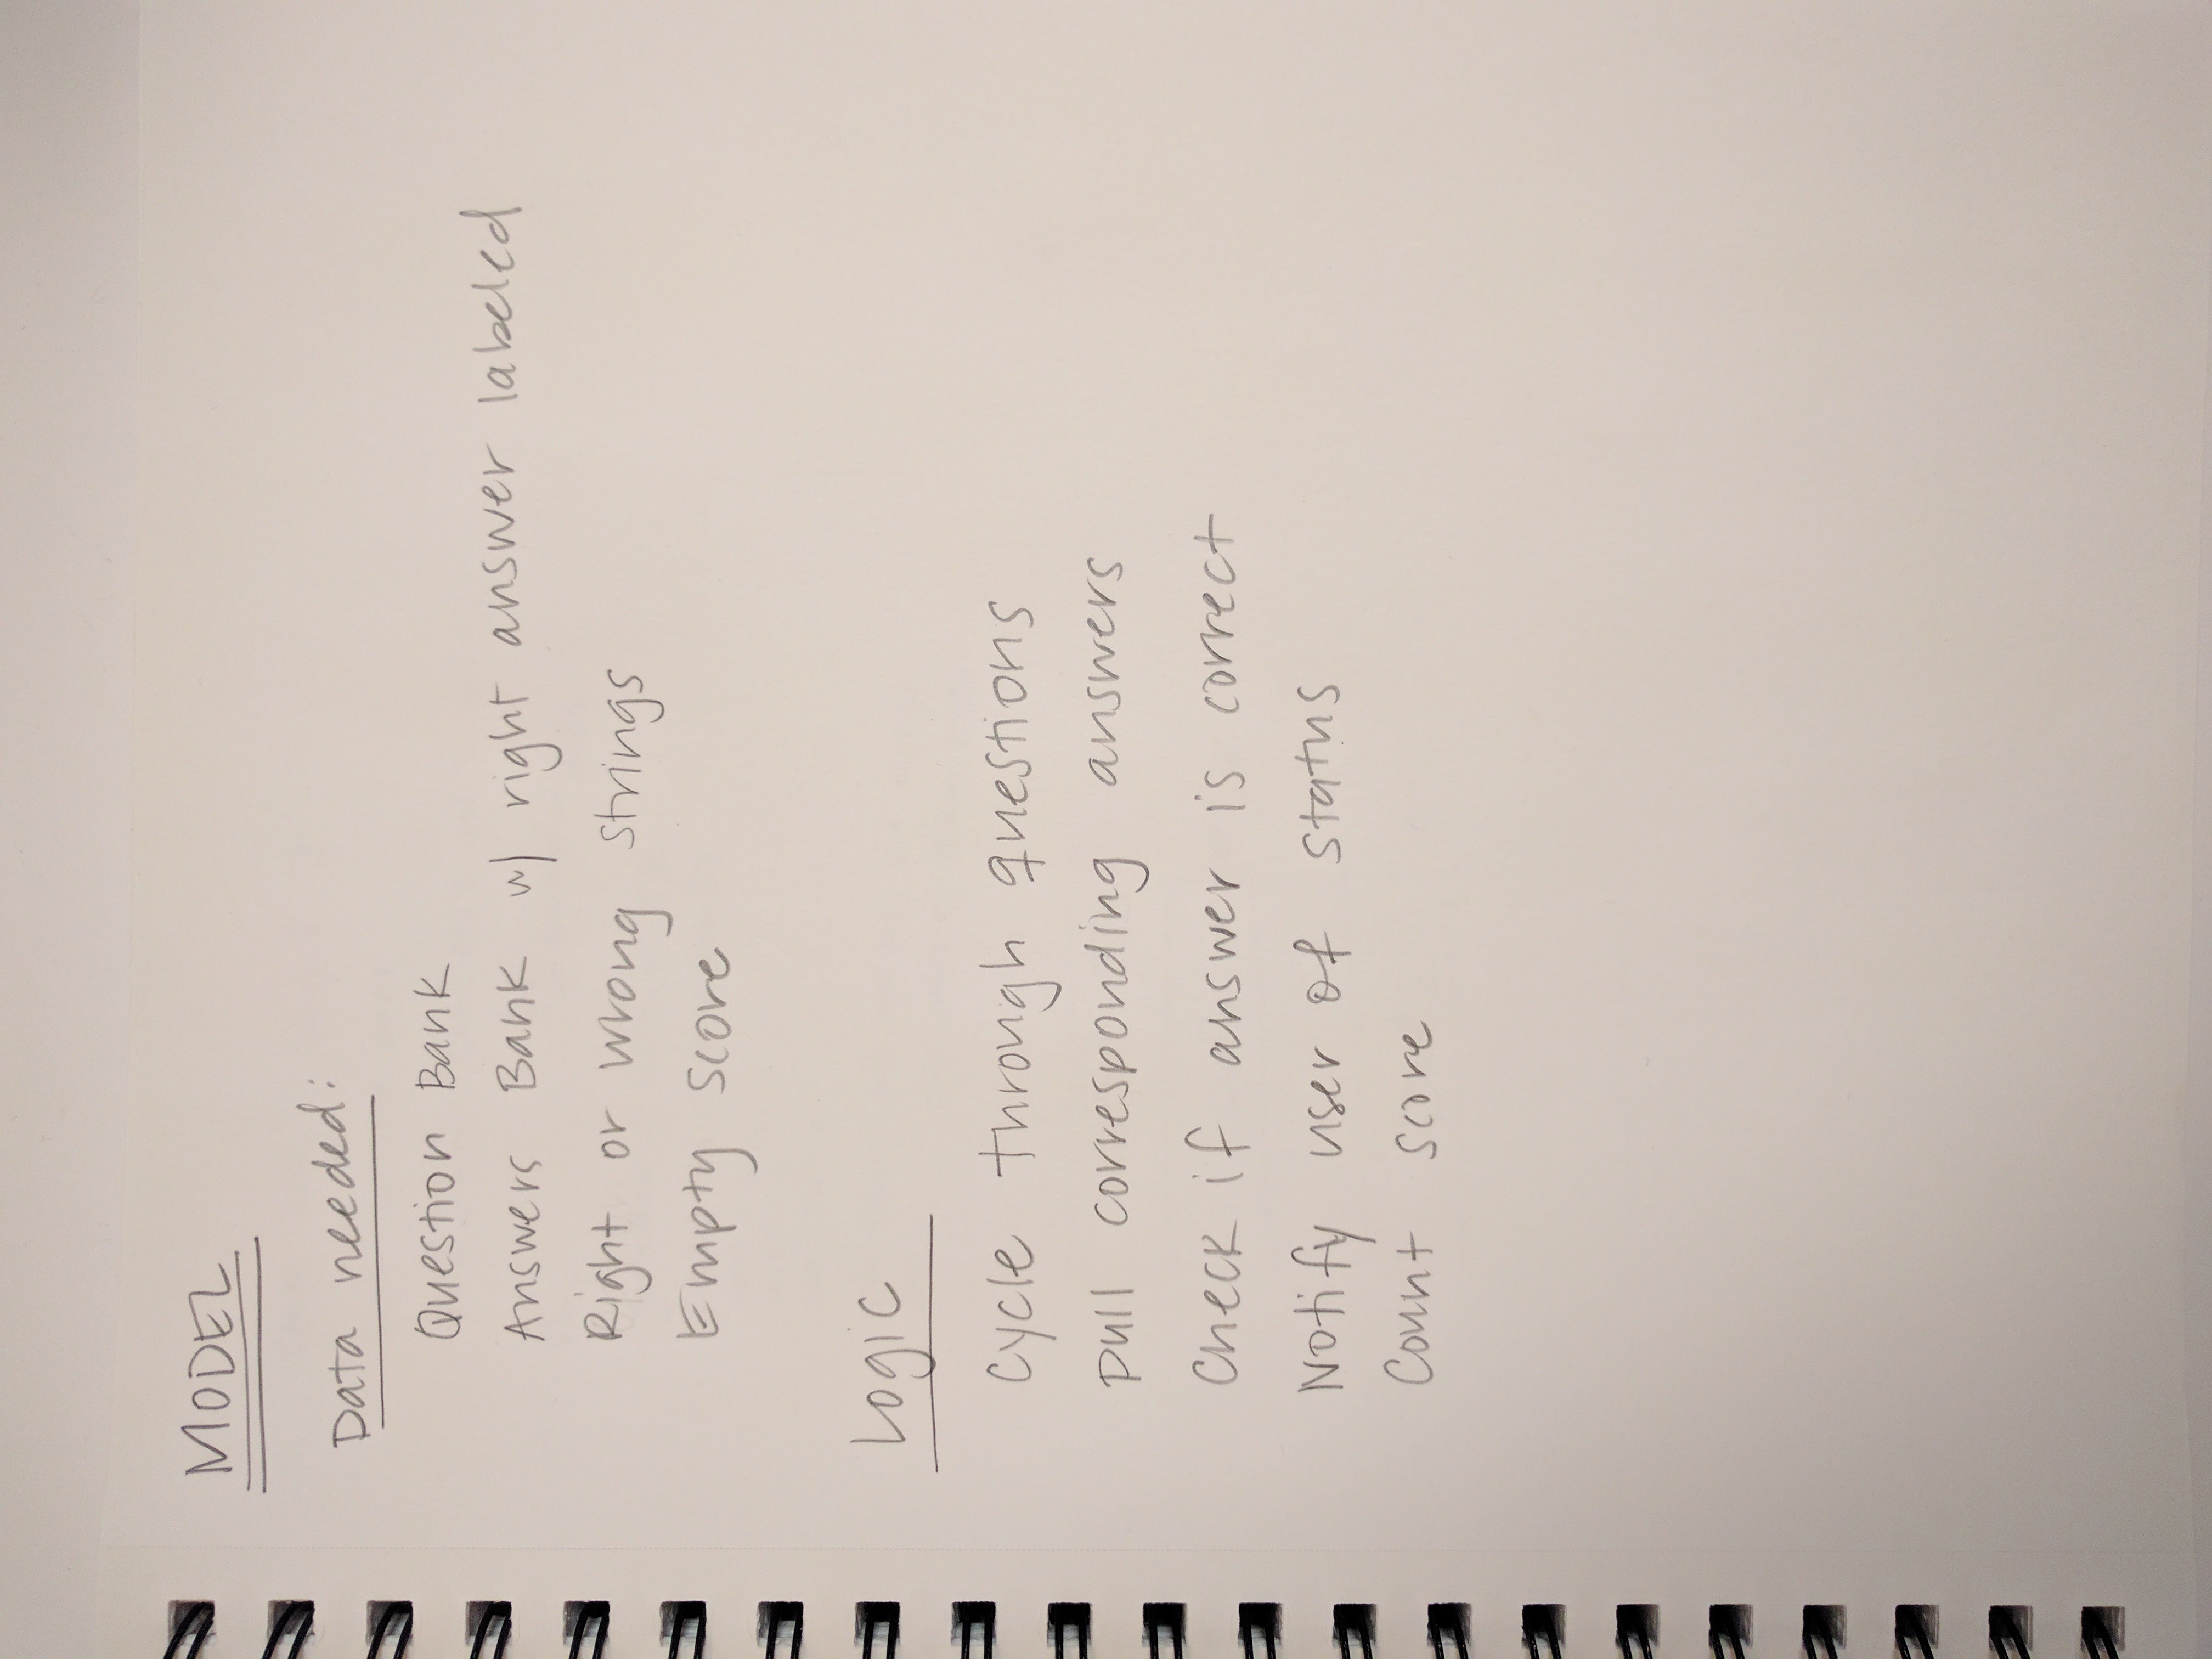 MODEL
Data needed:
Question Bank
Answers Bank w/ right answer labeled
Right or wrong strings
Empty score
Logic
Cycle through questions
pull corresponding answers
Check if answer is correct
Notify user of status
Count score